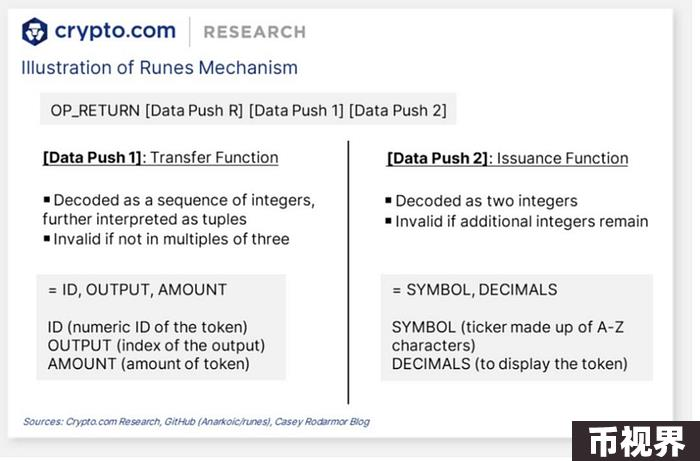 crypto.com | RESEARCH
Illustration of Runes Mechanism
OP_RETURN [Data Push R] [Data Push 1] [Data Push 2]
[Data Push 1]: Transfer Function
▪ Decoded as a sequence of integers,
further interpreted as tuples
▪ Invalid if not in multiples of three
= ID, OUTPUT, AMOUNT
ID (numeric ID of the token)
OUTPUT (index of the output)
AMOUNT (amount of token)
[Data Push 2]: Issuance Function
▪ Decoded as two integers
▪ Invalid if additional integers remain
= SYMBOL, DECIMALS
SYMBOL (ticker made up of A-Z
characters)
DECIMALS (to display the token)
Sources: Crypto.com Research, GitHub (Anarkoic/runes), Casey Rodarmor Blog
币视界